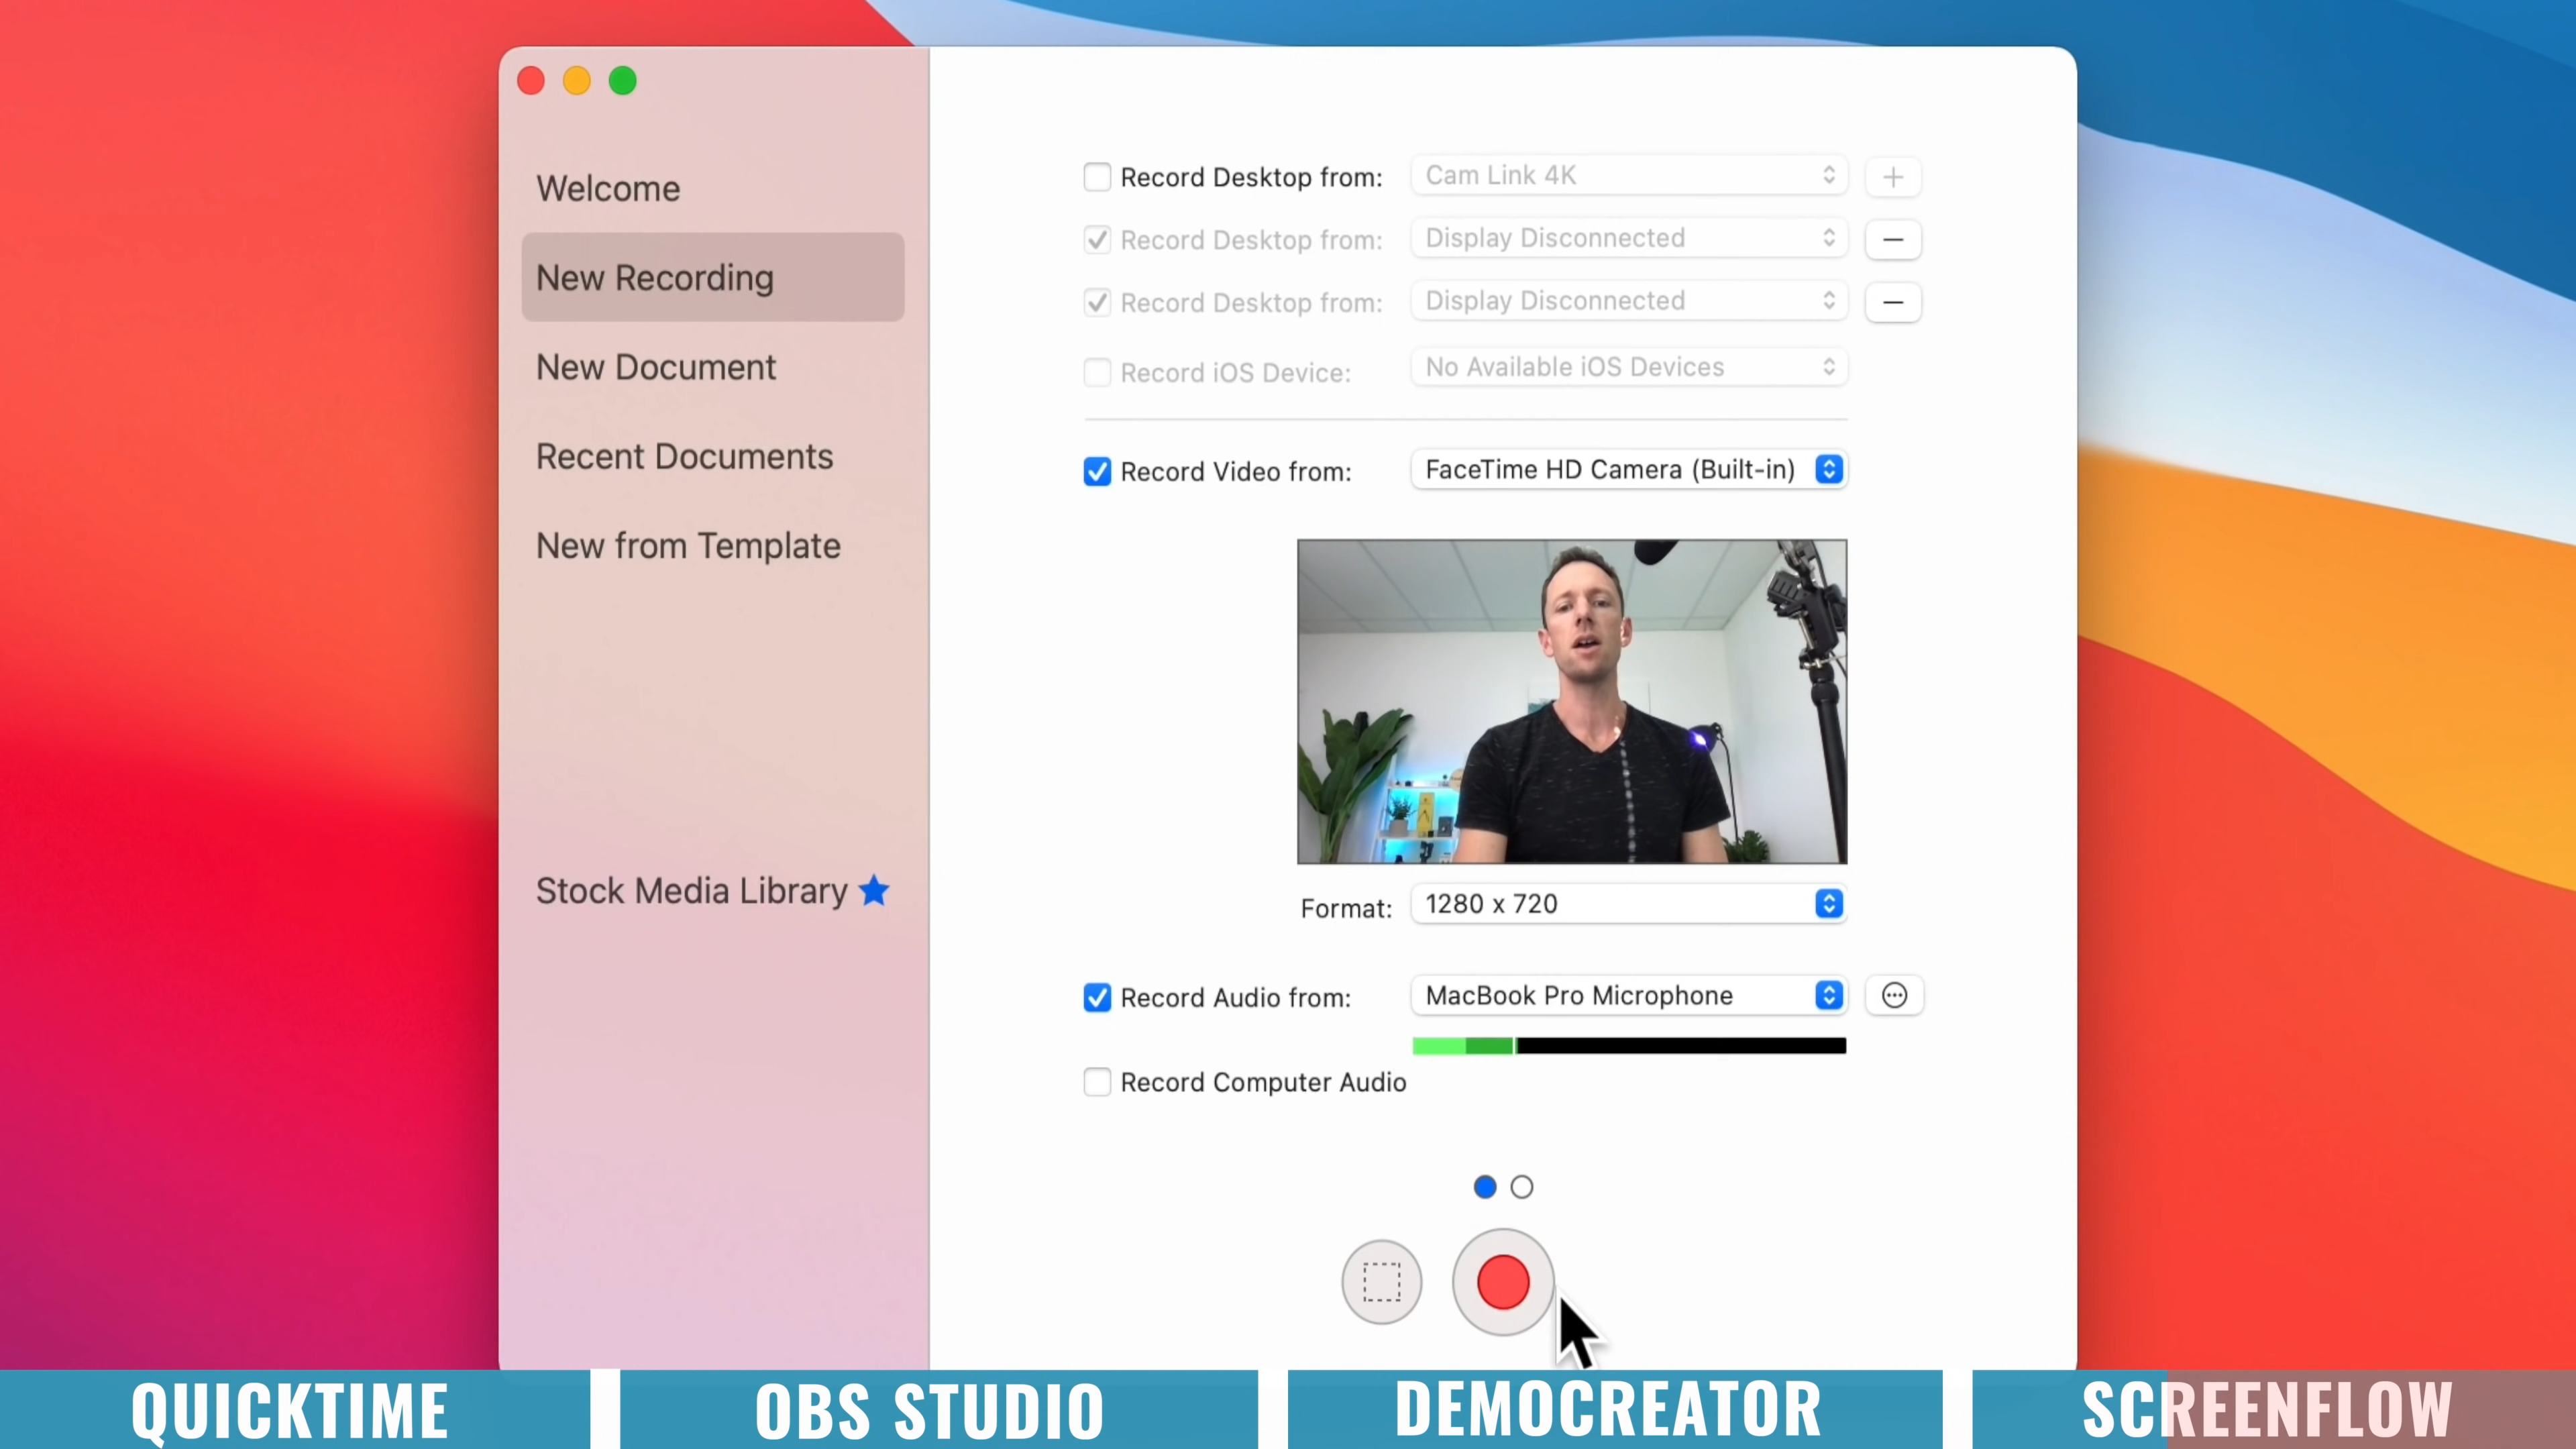 Welcome
New Recording
New Document
Recent Documents
New from Template
Stock Media Library
Record Desktop from: Cam Link 4K
Record Desktop from: Display Disconnected
Record Desktop from: Display Disconnected
Record iOS Device: No Available iOS Devices
Record Video from: FaceTime HD Camera (Built-in)
Format: 1280 x 720
Record Audio from: MacBook Pro Microphone
Record Computer Audio
QUICKTIME
OBS STUDIO
DEMOCREATOR
SCREENFLOW